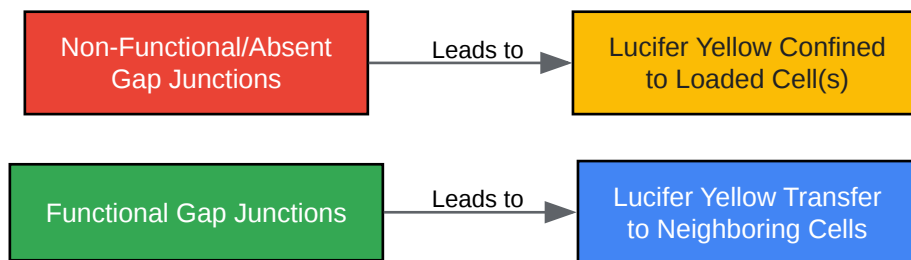 Non-Functional/Absent
Gap Junctions
Leads to
Lucifer Yellow Confined
to Loaded Cell(s)
Functional Gap Junctions
Leads to
Lucifer Yellow Transfer
to Neighboring Cells